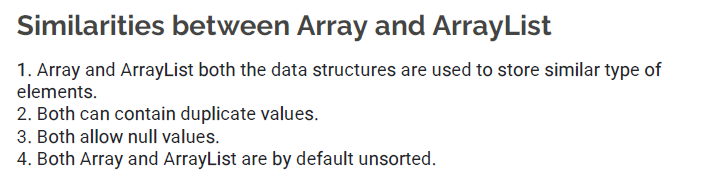 Similarities between Array and ArrayList
1. Array and ArrayList both the data structures are used to store similar type of
elements.
2. Both can contain duplicate values.
3. Both allow null values.
4. Both Array and ArrayList are by default unsorted.